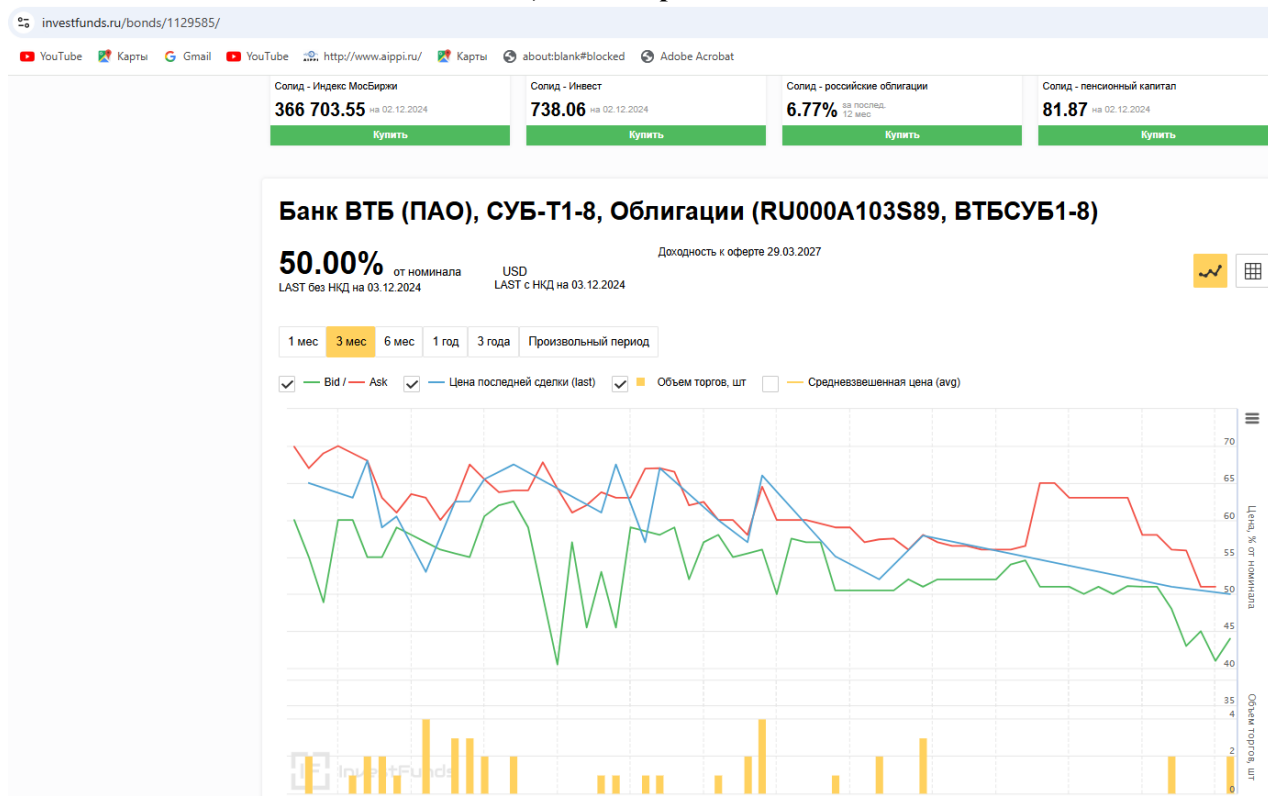 investfunds.ru/bonds/1129585/
YouTube Карты Gmail YouTube http://www.aippi.ru/ Карты about:blank#blocked Adobe Acrobat
Солид - Индекс МосБиржи Солид - Инвест Солид - российские облигации Солид - пенсионный капитал
366 703.55 на 02.12.2024 738.06 на 02.12.2024 6.77% за послед. 12 мес 81.87 на 02.12.2024
Купить Купить Купить Купить
Банк ВТБ (ПАО), СУБ-Т1-8, Облигации (RU000A103S89, ВТБСУБ1-8)
50.00% от номинала USD Доходность к оферте 29.03.2027
LAST без НКД на 03.12.2024 LAST с НКД на 03.12.2024
1 мес 3 мес 6 мес 1 год 3 года Произвольный период
Bid / Ask Цена последней сделки (last) Объем торгов, шт Средневзвешенная цена (avg)
70
65
60
55
50
45
40
35
Цена, % от номинала
4
2
0
Объем торгов, шт
InvestFunds